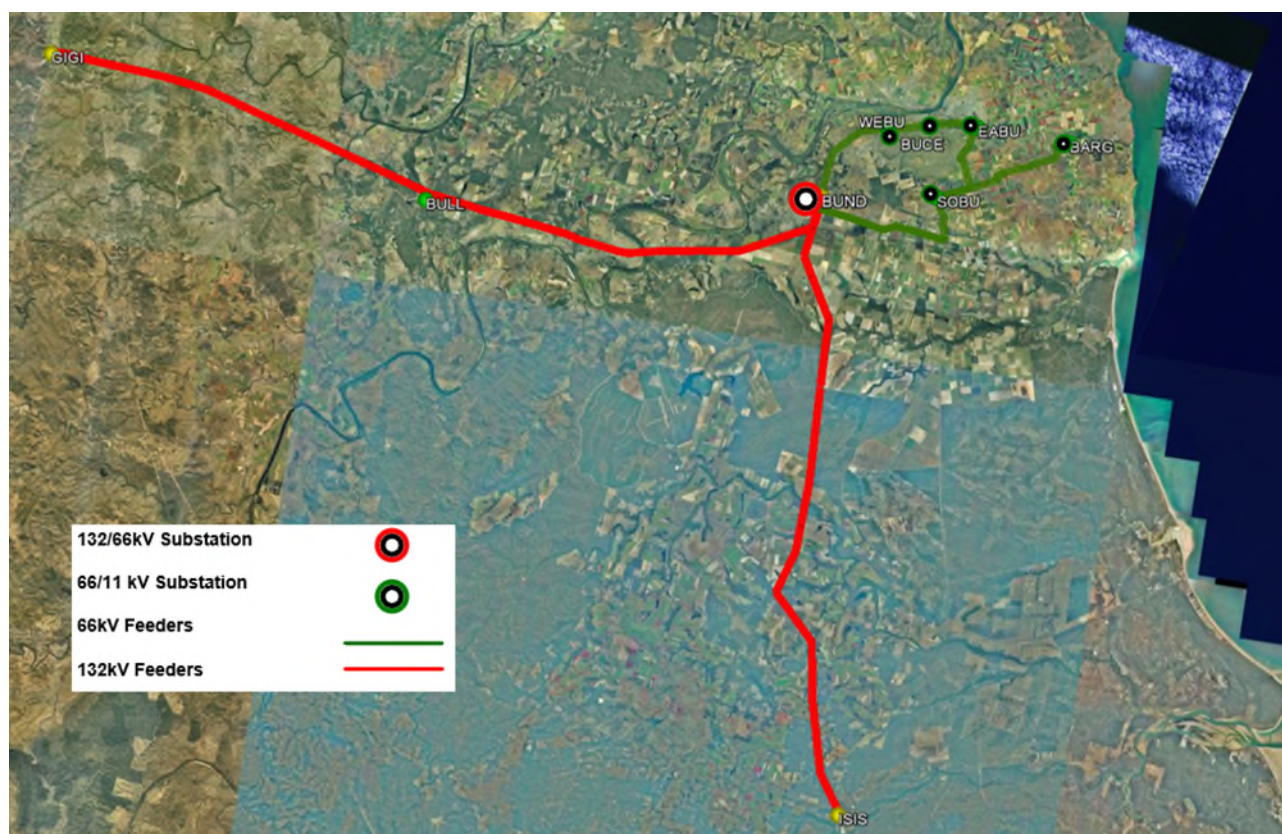 GIGI
WEBU
BUCE
EABU
BARG
BULL
BUND
SOBU
132/66kV Substation
66/11 kV Substation
66kV Feeders
132kV Feeders
ISIS